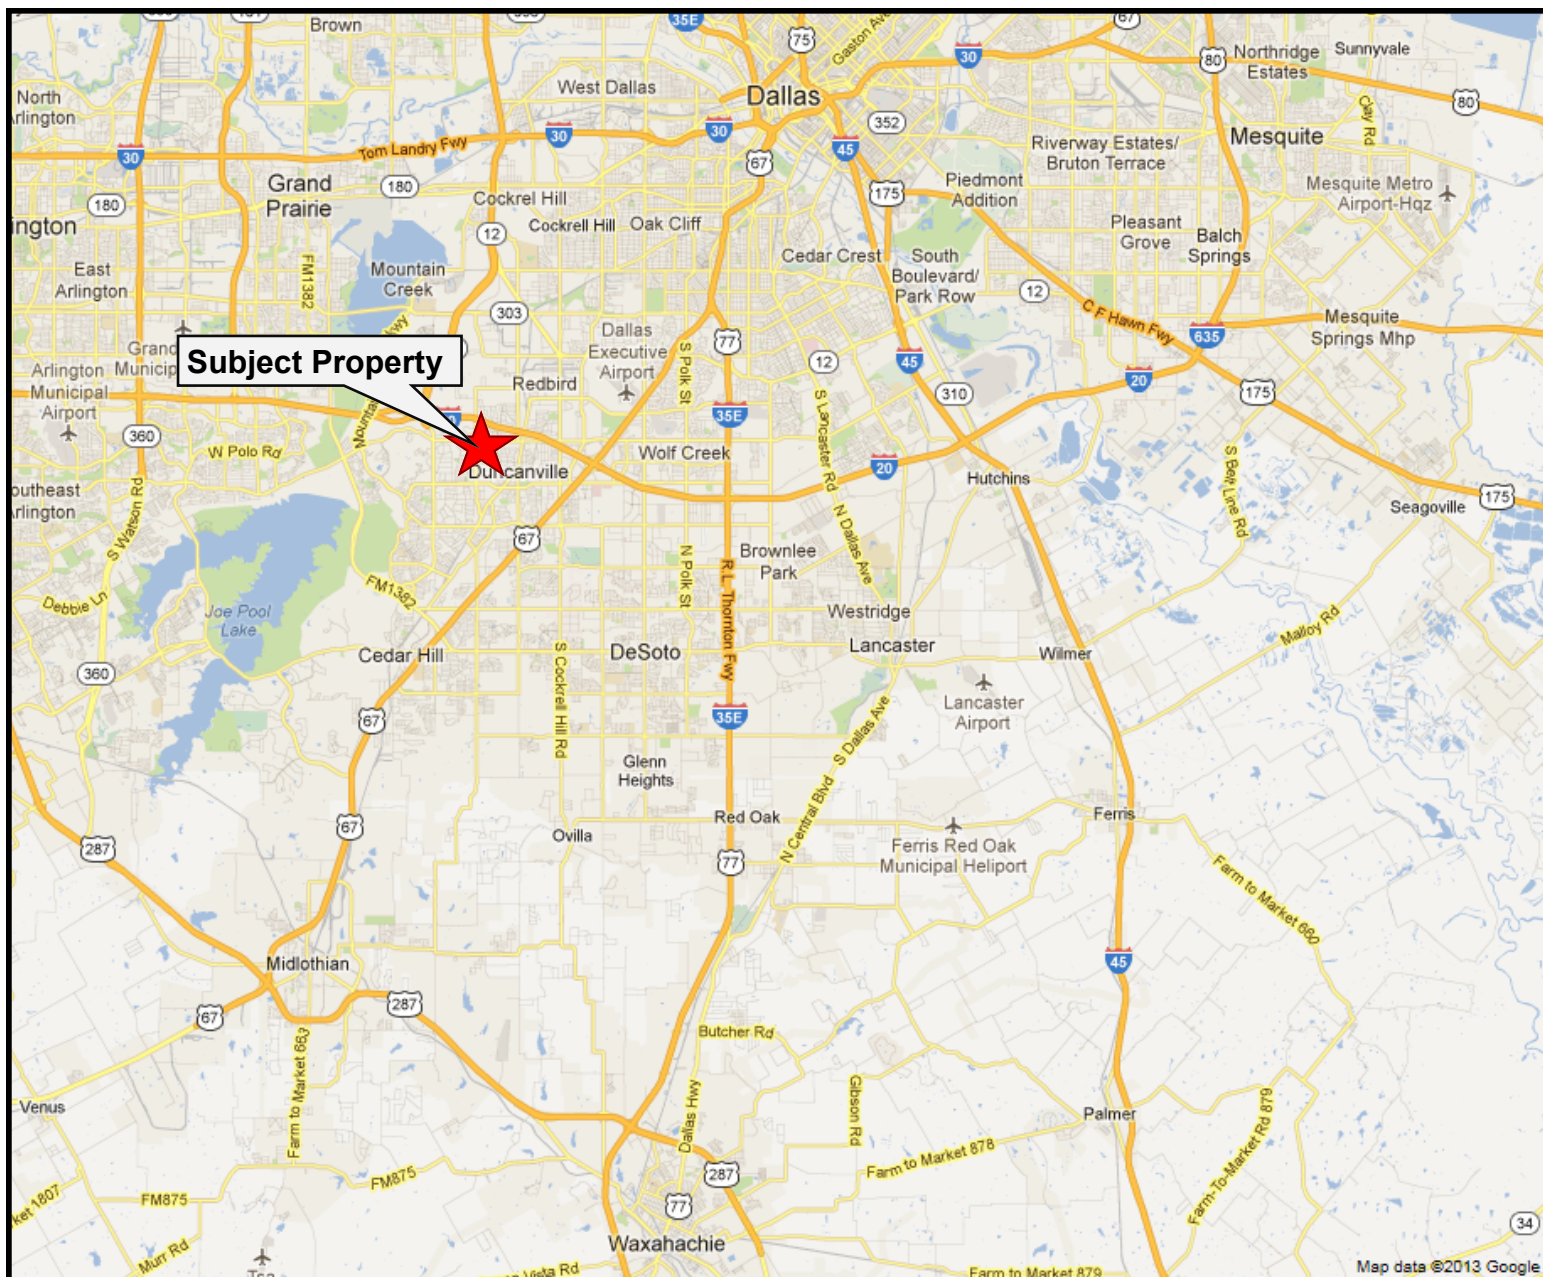 Brown
35E
67
75
Gaston Ave
30
80
Northridge
Estates
Sunnyvale
West Dallas
Dallas
80
Clay Rd
North
Arlington
352
Mesquite
30
30
30
Tom Landry Fwy
67
45
Riverway Estates/
Bruton Terrace
Grand
Prairie
180
180
Cockrel Hill
175
Piedmont
Addition
Mesquite Metro
Airport-Hqz
ington
12
Cockrell Hill
Oak Cliff
Pleasant
Grove
Balch
Springs
East
Arlington
FM1382
Mountain
Creek
Cedar Crest
South
Boulevard/
Park Row
12
303
C F Hawn Fwy
Mesquite
Springs Mhp
635
Dallas
Executive
Airport
77
S Polk St
12
45
Subject Property
Arlington
Municipal
Airport
Redbird
20
310
175
S Lancaster Rd
35E
360
W Polo Rd
Wolf Creek
20
Duncanville
Hutchins
S Belt Line Rd
outheast
Arlington
175
Seagoville
S Watson Rd
67
N Dallas Ave
Brownlee
Park
N Polk St
R L Thornton Fwy
FM1382
Debbie Ln
Joe Pool
Lake
Westridge
Malloy Rd
Cedar Hill
S Cockrell Hill Rd
DeSoto
Lancaster
Wilmer
360
Lancaster
Airport
67
35E
S Dallas Ave
Glenn
Heights
N Central Blvd
67
Ovilla
Red Oak
Ferris
287
77
Ferris Red Oak
Municipal Heliport
Farm to Market 660
Midlothian
45
67
287
Farm to Market 663
Butcher Rd
Dallas Hwy
Gibson Rd
Venus
Palmer
Farm-To-Market Rd 879
287
Farm to Market 878
ket 1807
FM875
FM875
77
34
Waxahachie
Murr Rd
Vista Rd
Farm to Market 879
Map data ©2013 Google